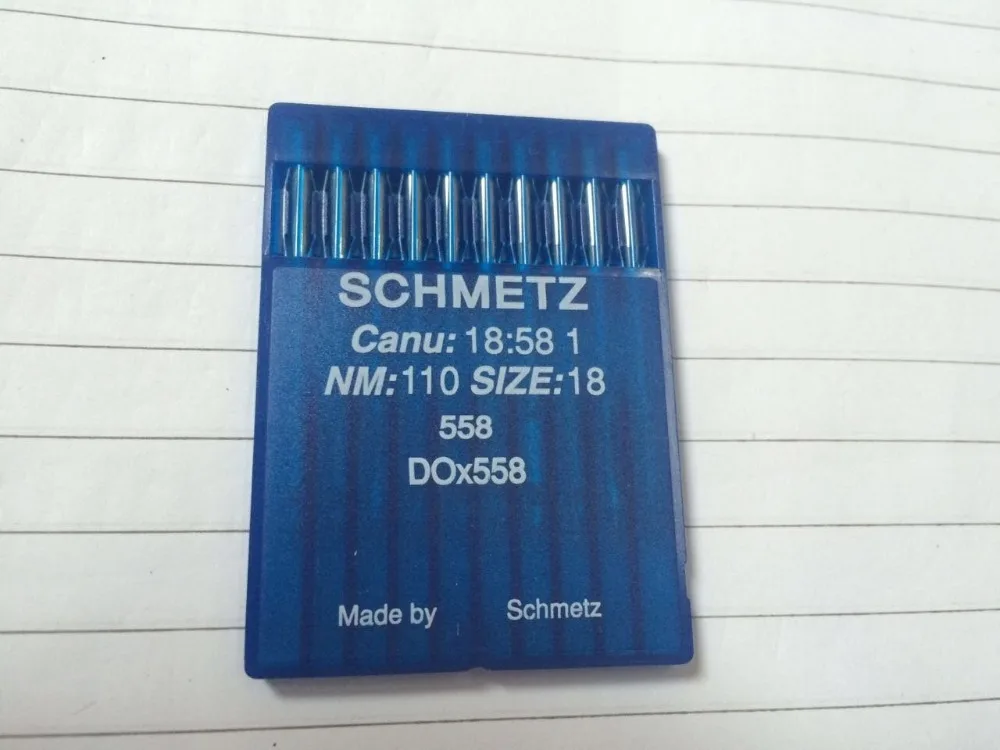 SCHMETZ
Canu: 18:58 1
NM:110 SIZE:18
558
DOx558
Made by Schmetz